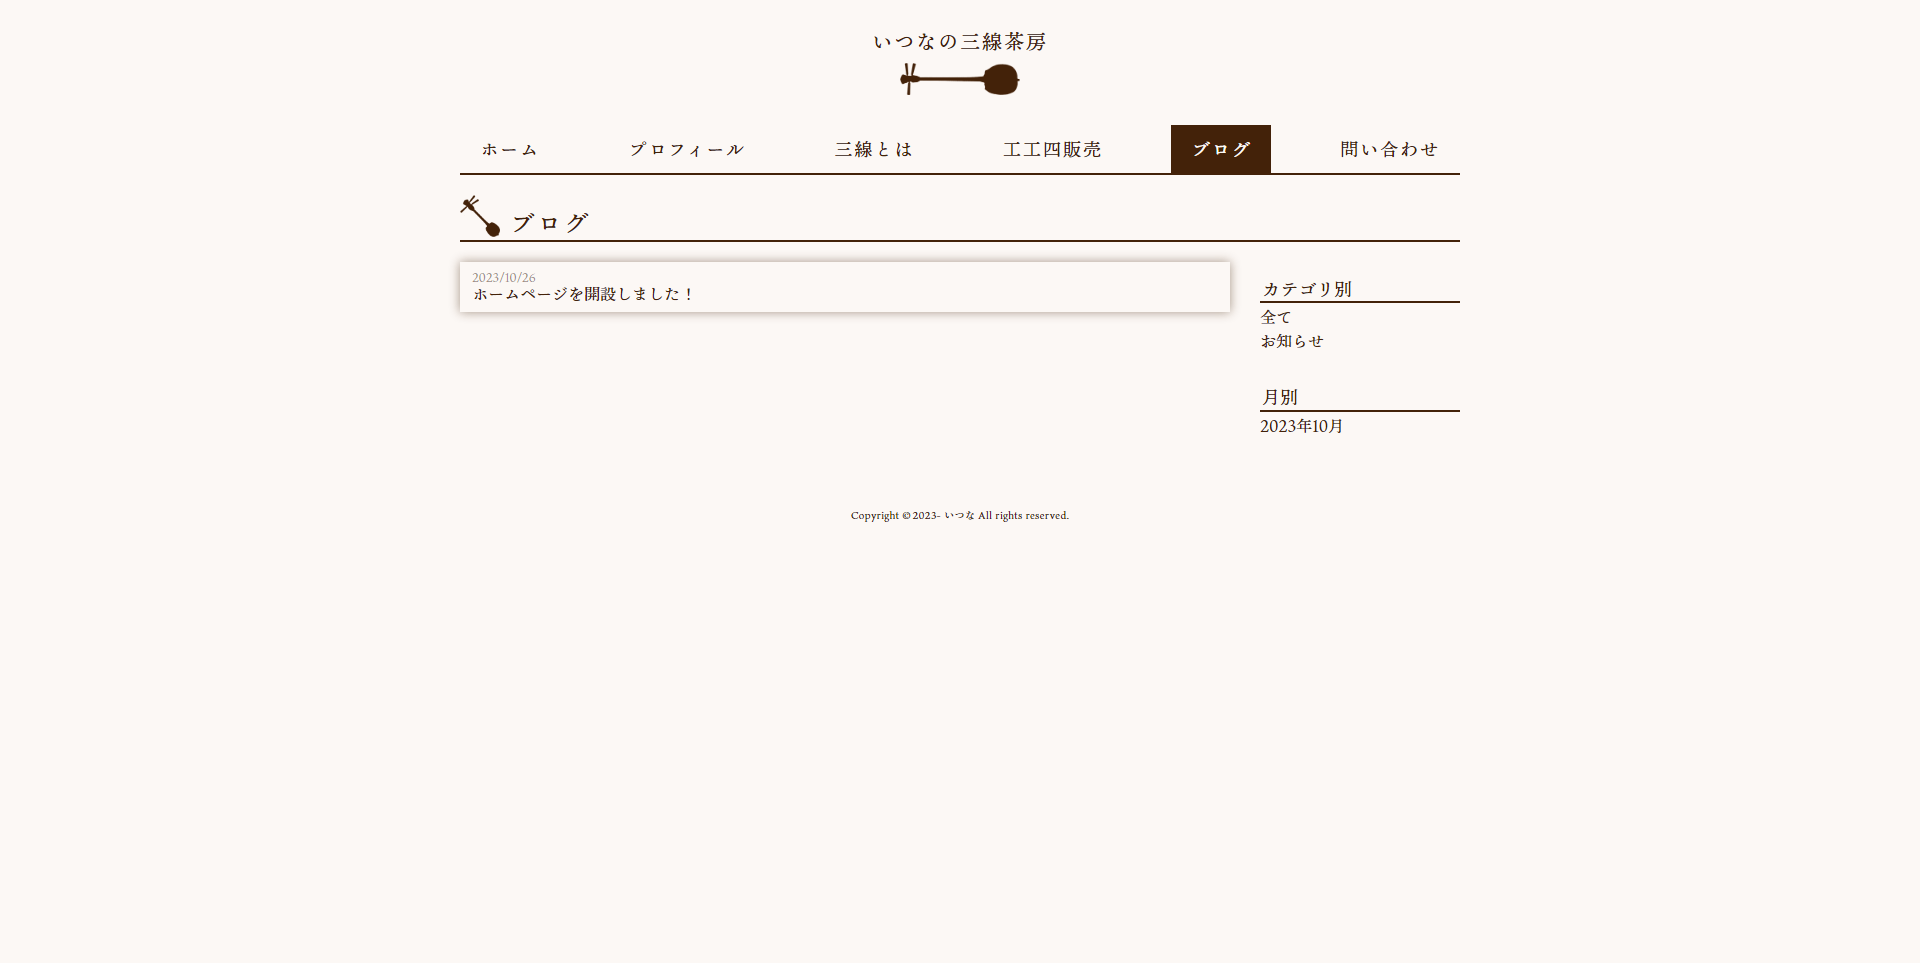 いつなの三線茶房
ホーム
プロフィール
三線とは
工工四販売
ブログ
問い合わせ
ブログ
2023/10/26
ホームページを開設しました！
カテゴリ別
全て
お知らせ
月別
2023年10月
Copyright ©2023- いつな All rights reserved.